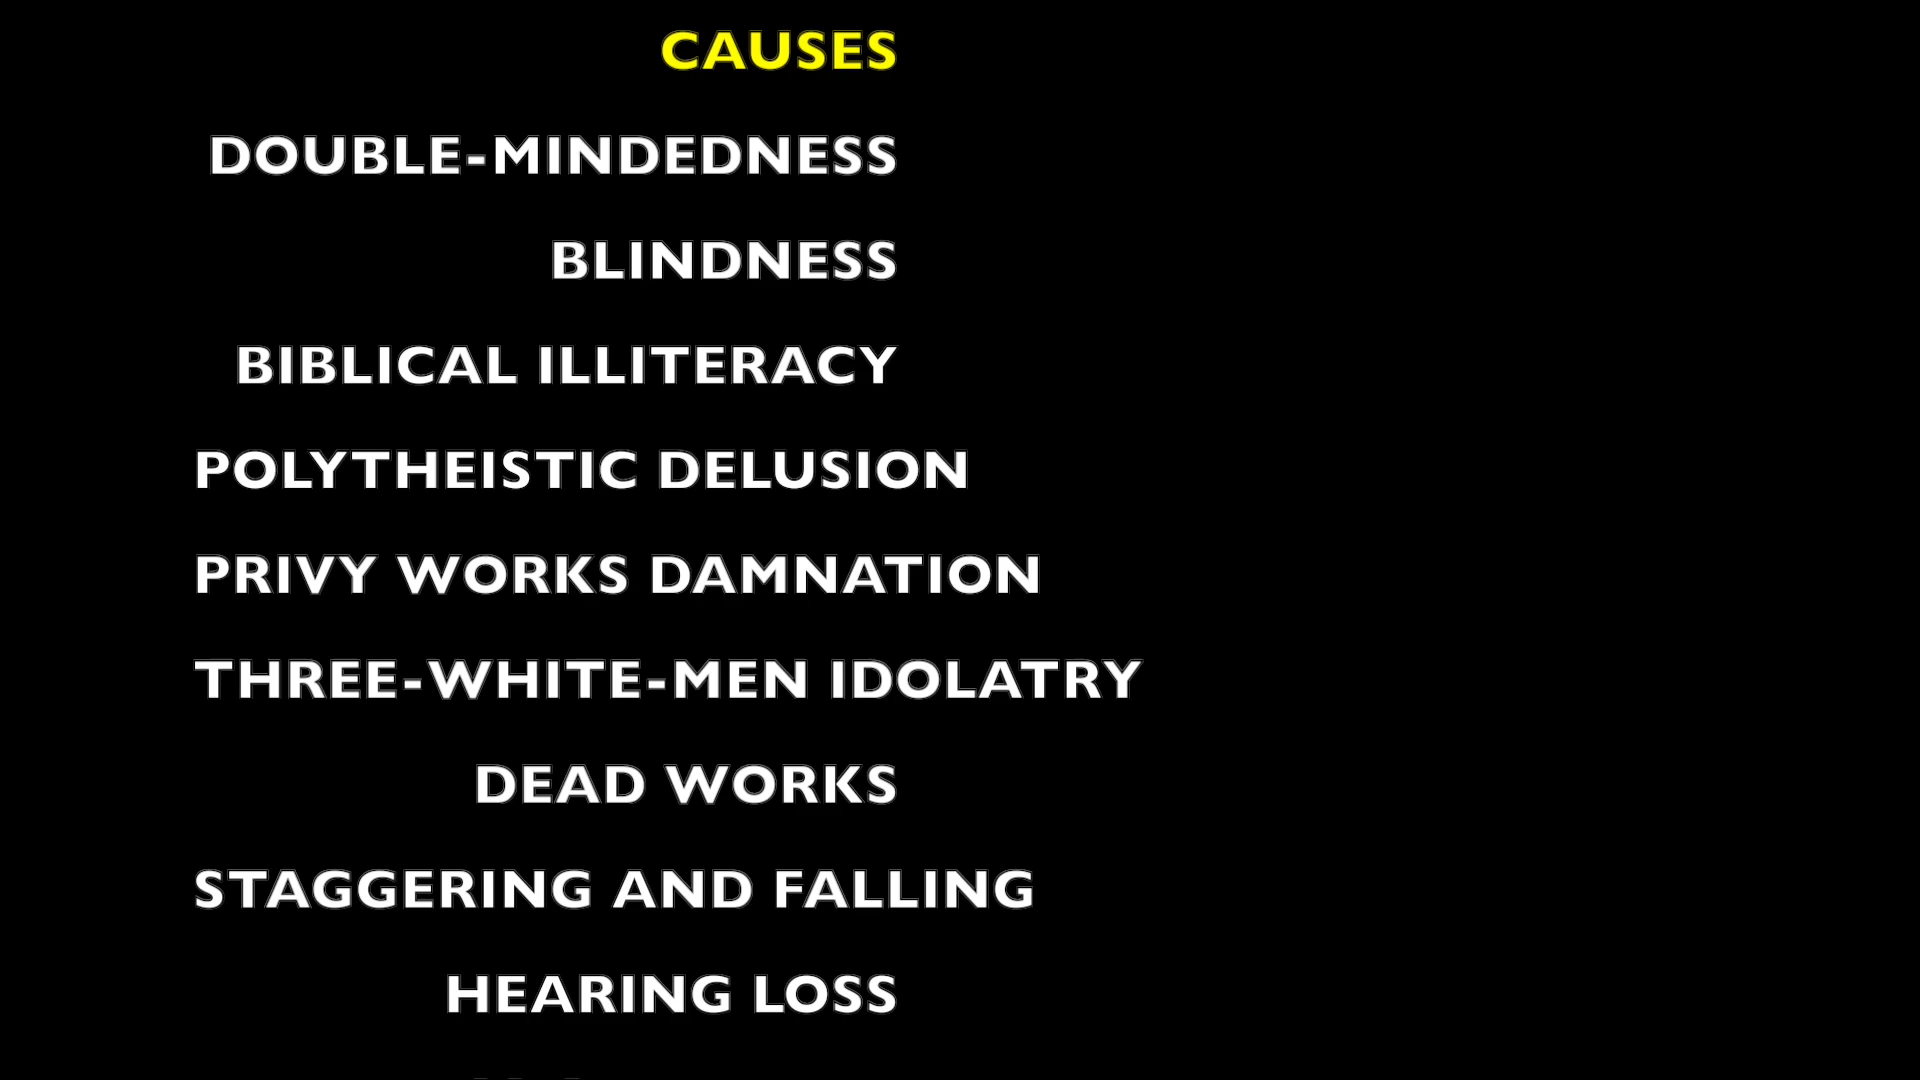 CAUSES
DOUBLE-MINDEDNESS
BLINDNESS
BIBLICAL ILLITERACY
POLYTHEISTIC DELUSION
PRIVY WORKS DAMNATION
THREE-WHITE-MEN IDOLATRY
DEAD WORKS
STAGGERING AND FALLING
HEARING LOSS